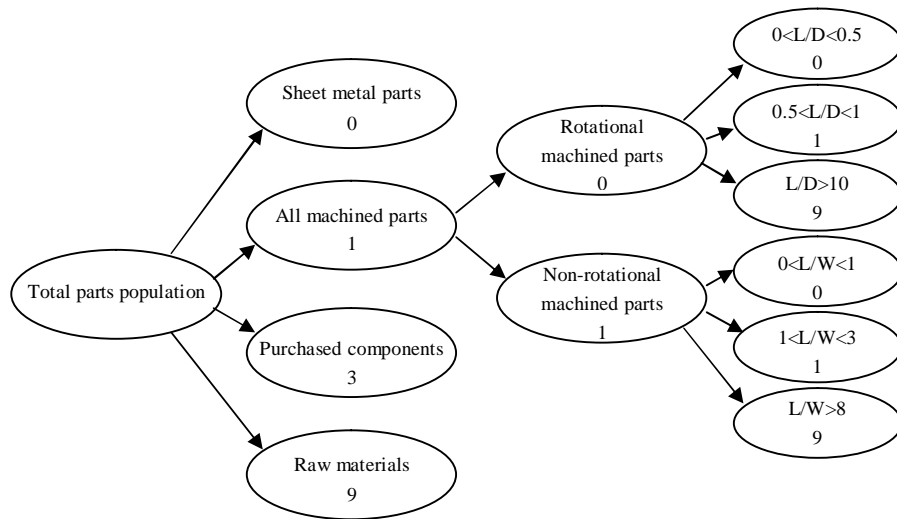 Total parts population
Sheet metal parts
0
All machined parts
1
Purchased components
3
Raw materials
9
Rotational
machined parts
0
Non-rotational
machined parts
1
0<L/D<0.5
0
0.5<L/D<1
1
L/D>10
9
0<L/W<1
0
1<L/W<3
1
L/W>8
9